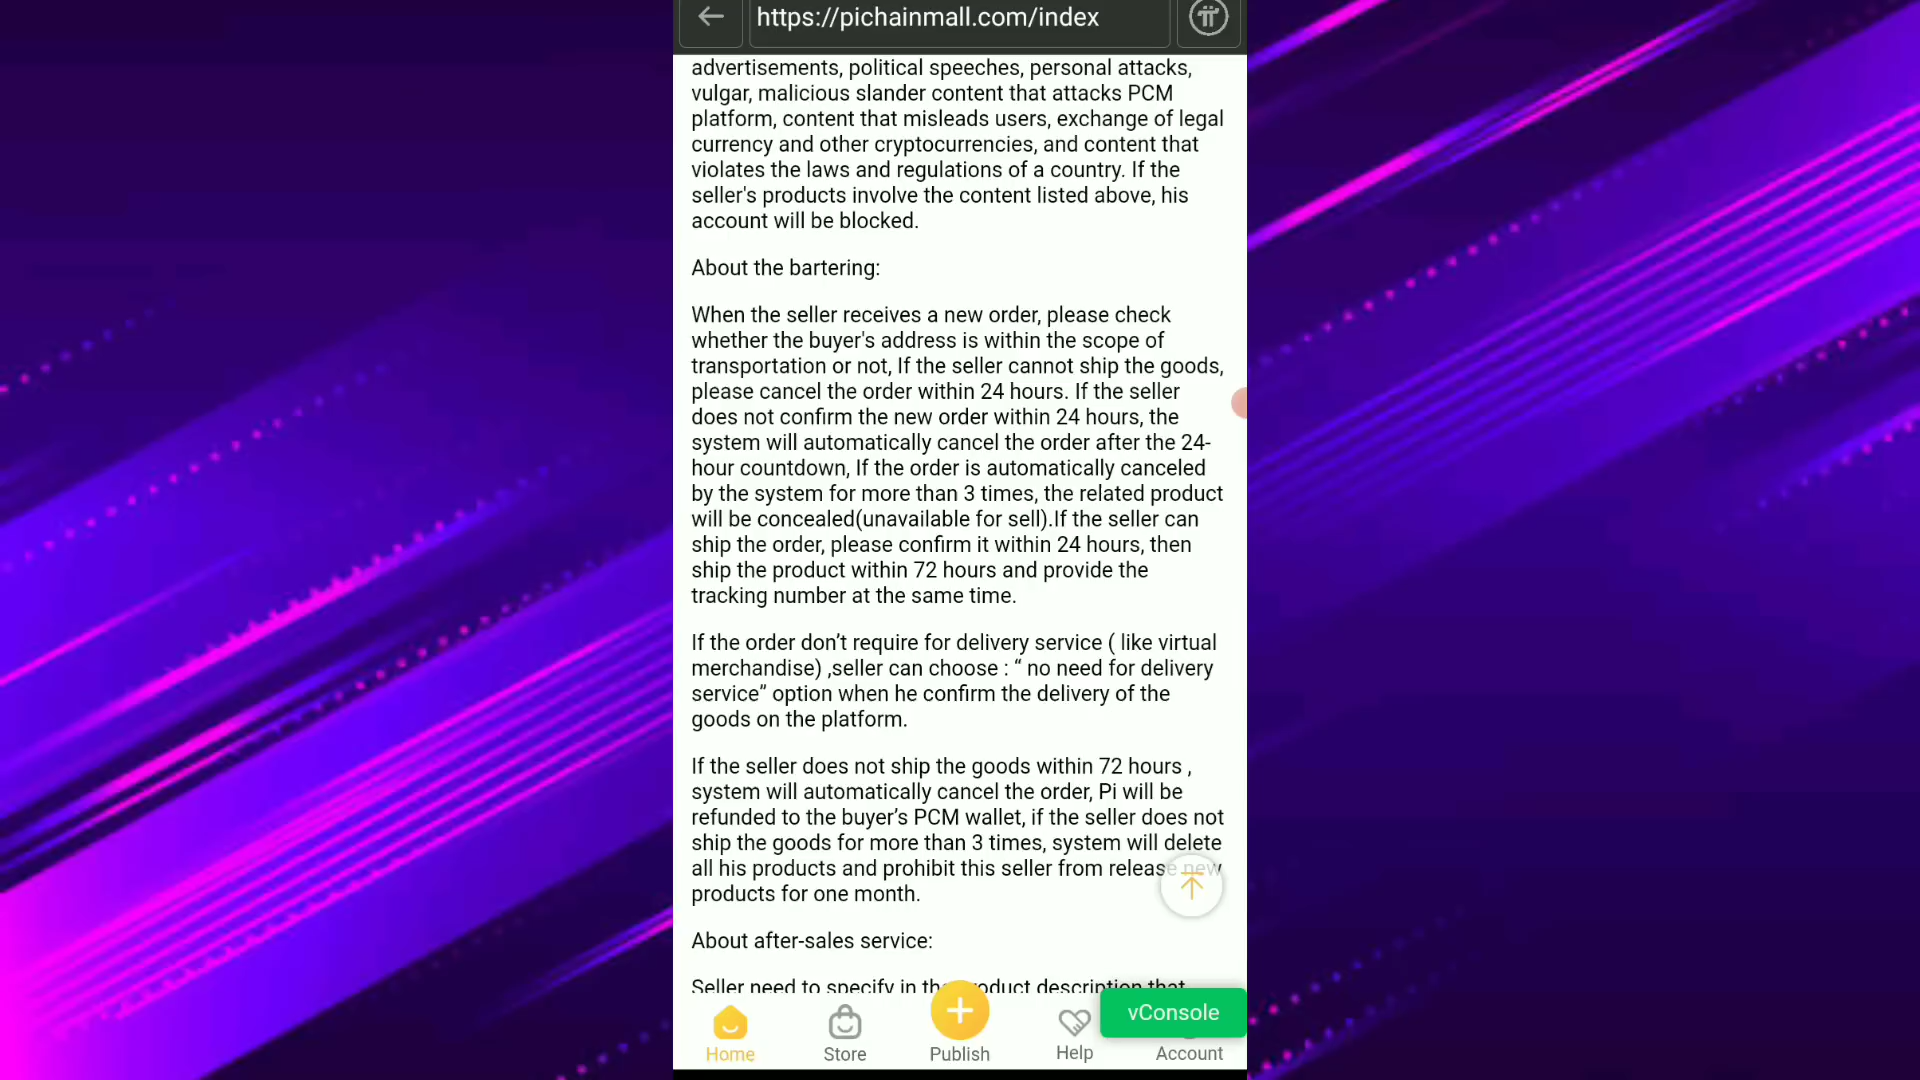 https://pichainmall.com/index
advertisements, political speeches, personal attacks,
vulgar, malicious slander content that attacks PCM
platform, content that misleads users, exchange of legal
currency and other cryptocurrencies, and content that
violates the laws and regulations of a country. If the
seller's products involve the content listed above, his
account will be blocked.
About the bartering:
When the seller receives a new order, please check
whether the buyer's address is within the scope of
transportation or not, If the seller cannot ship the goods,
please cancel the order within 24 hours. If the seller
does not confirm the new order within 24 hours, the
system will automatically cancel the order after the 24-
hour countdown, If the order is automatically canceled
by the system for more than 3 times, the related product
will be concealed(unavailable for sell).If the seller can
ship the order, please confirm it within 24 hours, then
ship the product within 72 hours and provide the
tracking number at the same time.
If the order don’t require for delivery service ( like virtual
merchandise) ,seller can choose : “ no need for delivery
service” option when he confirm the delivery of the
goods on the platform.
If the seller does not ship the goods within 72 hours ,
system will automatically cancel the order, Pi will be
refunded to the buyer’s PCM wallet, if the seller does not
ship the goods for more than 3 times, system will delete
all his products and prohibit this seller from release new
products for one month.
About after-sales service:
Seller need to specify in the product description that
vConsole
Home
Store
Publish
Help
Account